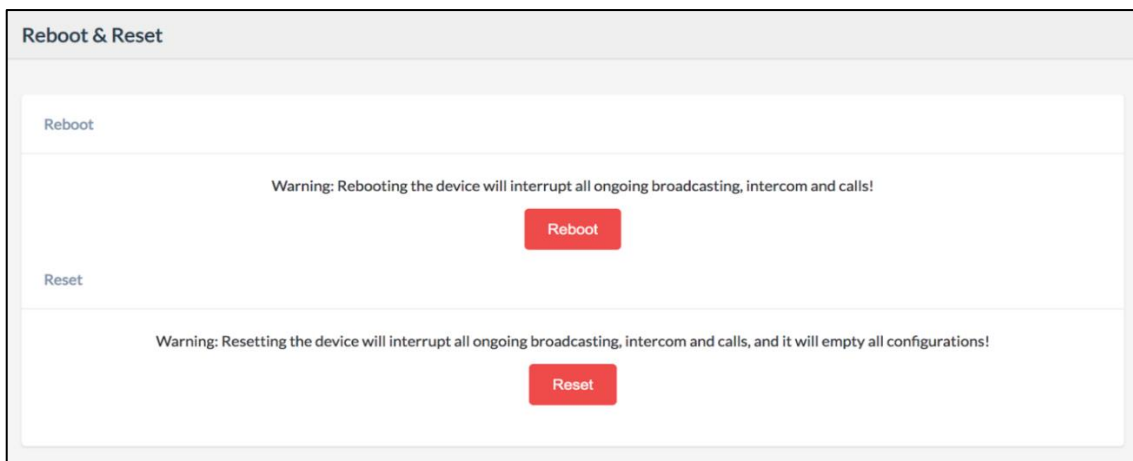 Reboot & Reset
Reboot
Warning: Rebooting the device will interrupt all ongoing broadcasting, intercom and calls!
Reboot
Reset
Warning: Resetting the device will interrupt all ongoing broadcasting, intercom and calls, and it will empty all configurations!
Reset